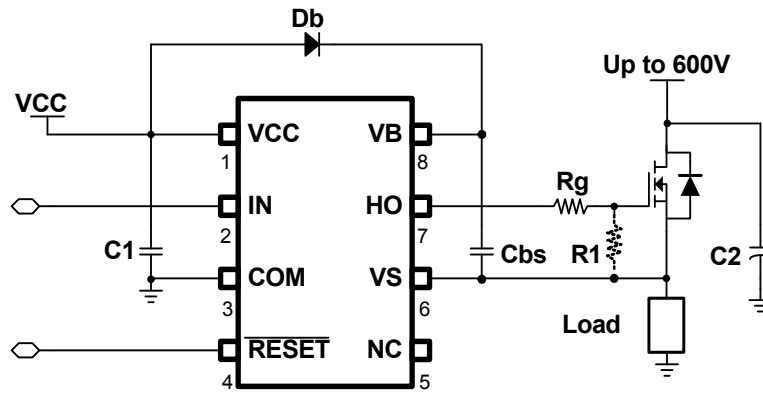 Db
Up to 600V
VCC
VCC
VB
1
8
IN
HO
Rg
2
7
C1
COM
VS
Cbs
R1
C2
3
6
Load
RESET
NC
4
5